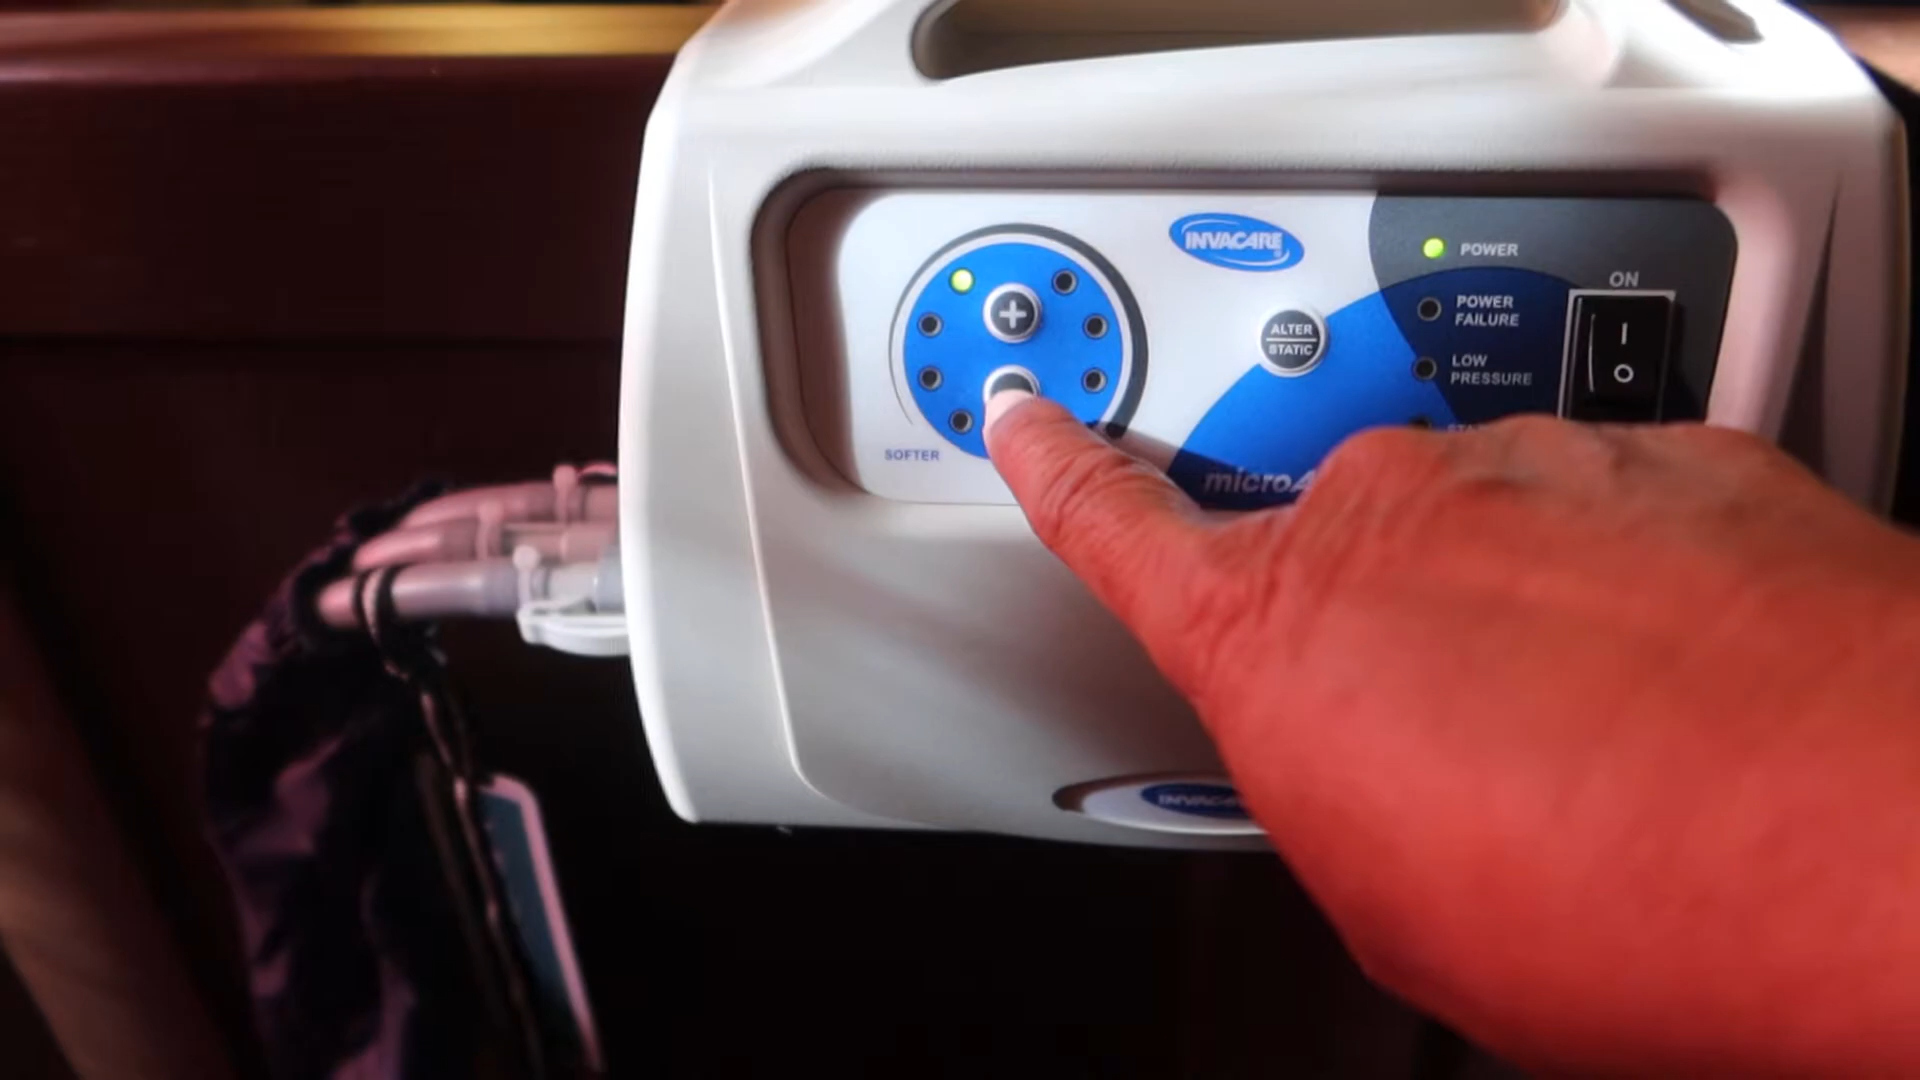 INVACARE
POWER
ON
+
POWER
FAILURE
ALTER
STATIC
LOW
PRESSURE
I
O
SOFTER
INVACARE